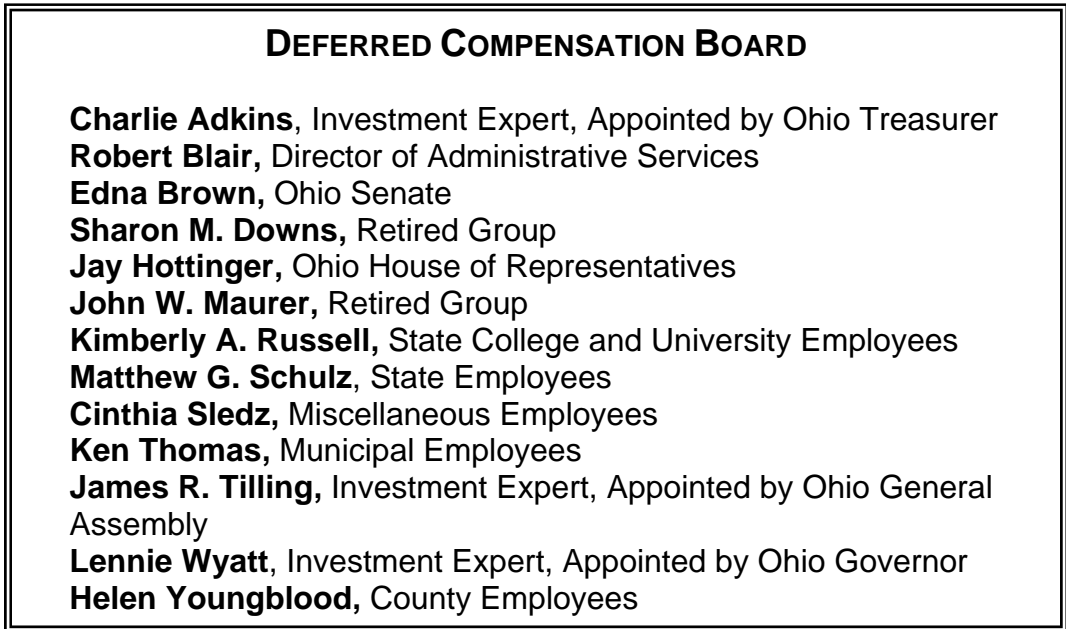 DEFERRED COMPENSATION BOARD
Charlie Adkins, Investment Expert, Appointed by Ohio Treasurer
Robert Blair, Director of Administrative Services
Edna Brown, Ohio Senate
Sharon M. Downs, Retired Group
Jay Hottinger, Ohio House of Representatives
John W. Maurer, Retired Group
Kimberly A. Russell, State College and University Employees
Matthew G. Schulz, State Employees
Cinthia Sledz, Miscellaneous Employees
Ken Thomas, Municipal Employees
James R. Tilling, Investment Expert, Appointed by Ohio General
Assembly
Lennie Wyatt, Investment Expert, Appointed by Ohio Governor
Helen Youngblood, County Employees